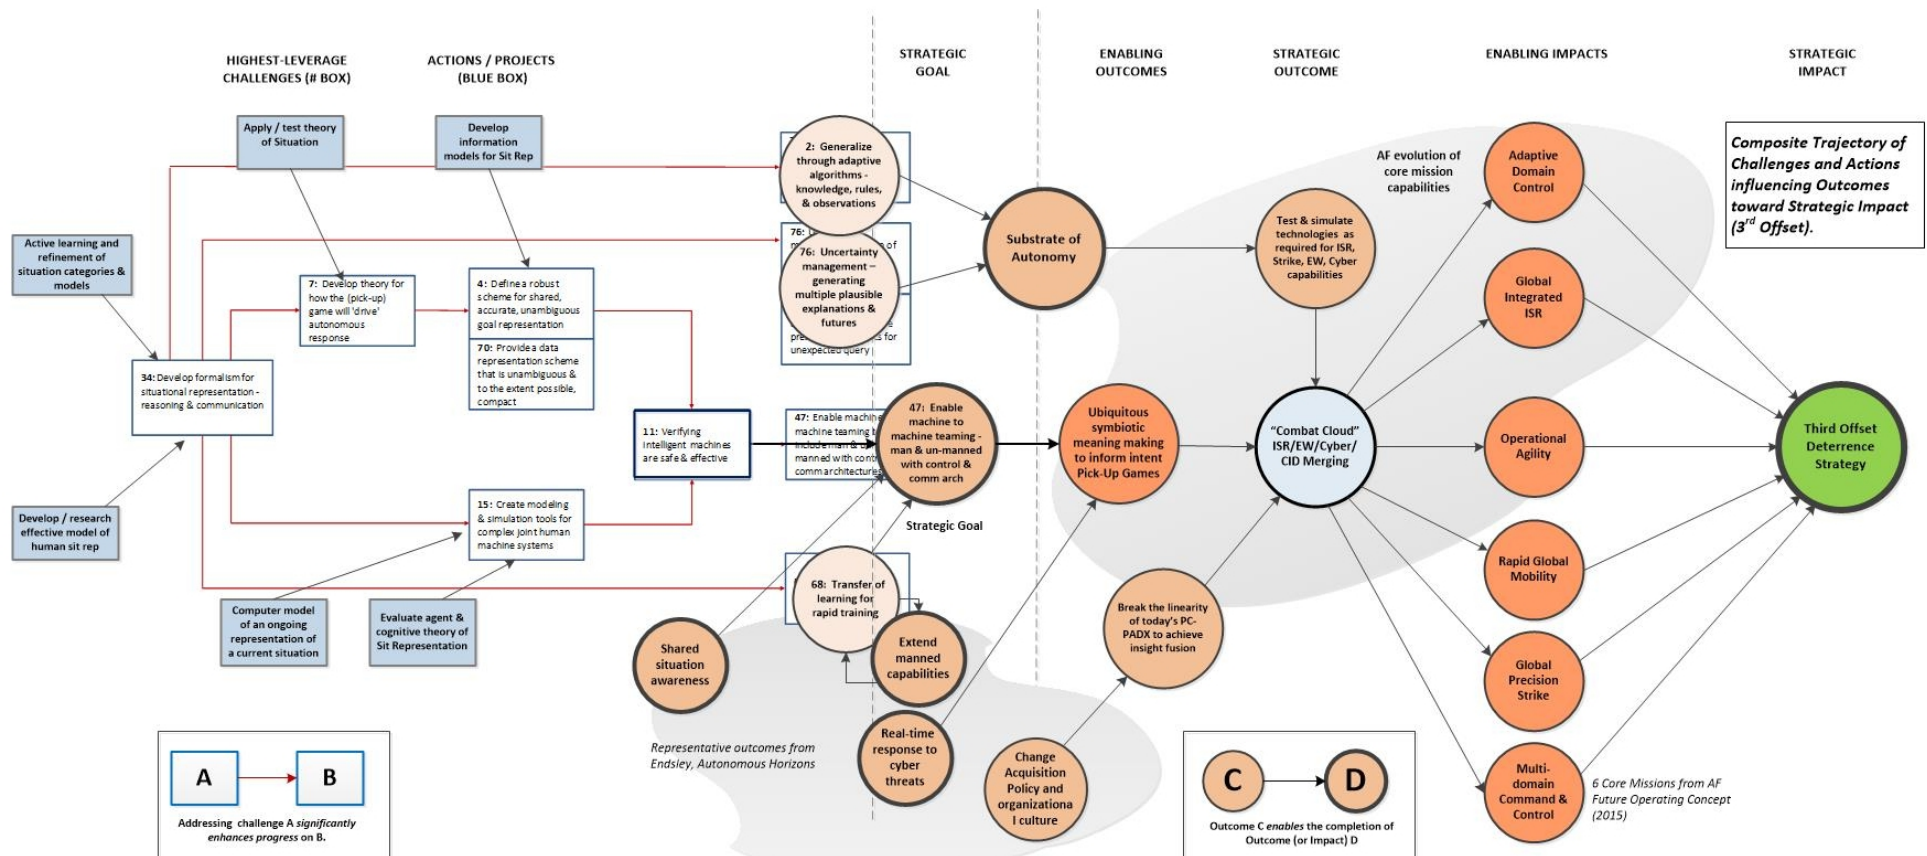 HIGHEST-LEVERAGE
CHALLENGES (# BOX)
ACTIONS / PROJECTS
(BLUE BOX)
STRATEGIC
GOAL
ENABLING
OUTCOMES
STRATEGIC
OUTCOME
ENABLING IMPACTS
STRATEGIC
IMPACT
Apply / test theory
of Situation
Develop
information
models for Sit Rep
Active learning and
refinement of
situation categories &
models
7: Develop theory for
how the (pick-up)
game will 'drive'
autonomous
response
4: Define a robust
scheme for shared,
accurate, unambiguous
goal representation
70: Provide a data
representation scheme
that is unambiguous &
to the extent possible,
compact
34: Develop formalism for
situational representation -
reasoning & communication
11: Verifying
intelligent machines
are safe & effective
15: Create modeling
& simulation tools for
complex joint human
machine systems
Develop / research
effective model of
human sit rep
Computer model
of an ongoing
representation of
a current situation
Evaluate agent &
cognitive theory of
Sit Representation
2: Generalize
through adaptive
algorithms -
knowledge, rules,
& observations
76:
of
76: Uncertainty
management –
generating
multiple plausible
explanations &
futures
for
unexpected query
47: Enable machine
machine teaming
include man &
manned with
comm architectures
47: Enable
machine to
machine teaming -
man & un-manned
with control &
comm arch
Strategic Goal
68: Transfer of
learning for
rapid training
Shared
situation
awareness
Extend
manned
capabilities
Real-time
response to
cyber
threats
Representative outcomes from
Endsley, Autonomous Horizons
Substrate of
Autonomy
Ubiquitous
symbiotic
meaning making
to inform intent
Pick-Up Games
Break the linearity
of today's PC-
PADX to achieve
insight fusion
Change
Acquisition
Policy and
organizationa
l culture
Test & simulate
technologies as
required for ISR,
Strike, EW, Cyber
capabilities
"Combat Cloud"
ISR/EW/Cyber/
CID Merging
AF evolution of
core mission
capabilities
Adaptive
Domain
Control
Global
Integrated
ISR
Operational
Agility
Rapid Global
Mobility
Global
Precision
Strike
Multi-
domain
Command &
Control
6 Core Missions from AF
Future Operating Concept
(2015)
Composite Trajectory of
Challenges and Actions
influencing Outcomes
toward Strategic Impact
(3rd Offset).
Third Offset
Deterrence
Strategy
A
B
Addressing challenge A significantly
enhances progress on B.
C
D
Outcome C enables the completion of
Outcome (or Impact) D